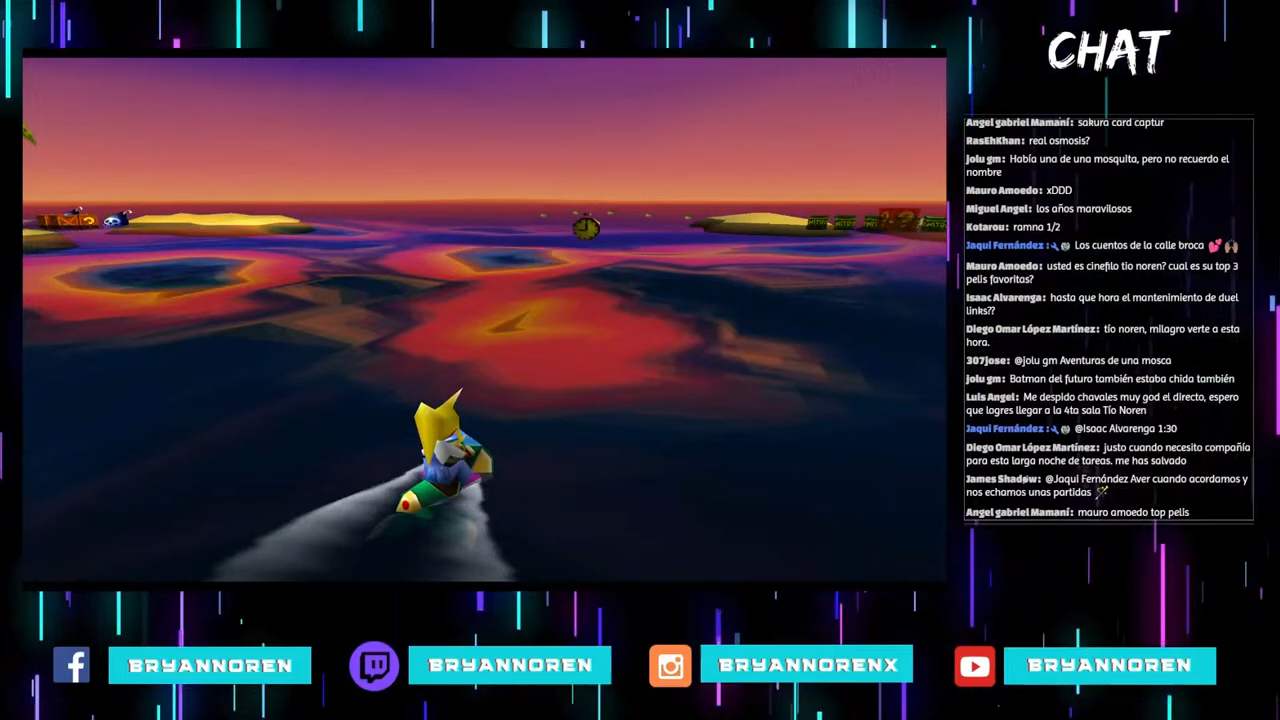 CHAT
Angel gabriel Mamaní: sakura card captur
RasEhKhan: real osmosis?
jolu gm: Había una de una mosquita, pero no recuerdo el
nombre
Mauro Amoedo: xDDD
Miguel Angel: los años maravilosos
Kotarou: ramna 1/2
Jaqui Fernández: Los cuentos de la calle broca
Mauro Amoedo: usted es cinefilo tio noren? cual es su top 3
pelis favoritas?
Isaac Alvarenga: hasta que hora el mantenimiento de duel
links??
Diego Omar López Martínez: tío noren, milagro verte a esta
hora.
307jose: @jolu gm Aventuras de una mosca
jolu gm: Batman del futuro también estaba chida también
Luis Angel: Me despido chavales muy god el directo, espero
que logres llegar a la 4ta sala Tío Noren
Jaqui Fernández: @Isaac Alvarenga 1:30
Diego Omar López Martínez: justo cuando necesito compañía
para esta larga noche de tareas. me has salvado
James Shadow: @Jaqui Fernández Aver cuando acordamos y
nos echamos unas partidas
Angel gabriel Mamaní: mauro amoedo top pelis
BRYANNOREN
BRYANNOREN
BRYANNORENX
BRYANNOREN